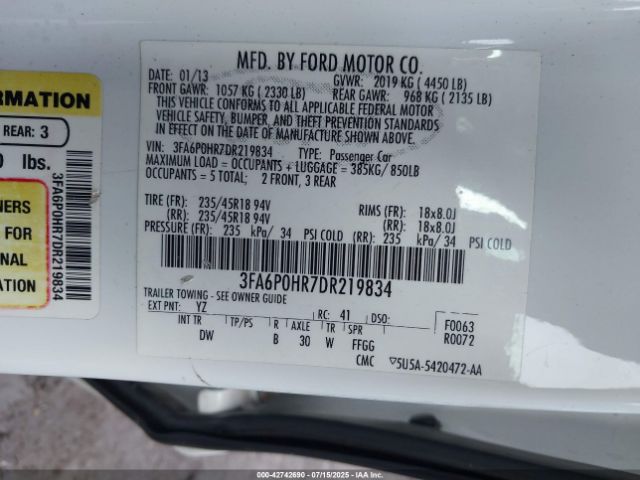 MFD. BY FORD MOTOR CO.
DATE: 01/13 GVWR: 2019 KG ( 4450 LB)
FRONT GAWR: 1057 KG ( 2330 LB) REAR GAWR: 968 KG ( 2135 LB)
THIS VEHICLE CONFORMS TO ALL APPLICABLE FEDERAL MOTOR
VEHICLE SAFETY, BUMPER, AND THEFT PREVENTION STANDARDS
IN EFFECT ON THE DATE OF MANUFACTURE SHOWN ABOVE.
VIN: 3FA6P0HR7DR219834 TYPE: Passenger Car
MAXIMUM LOAD = OCCUPANTS + LUGGAGE = 385KG/ 850LB
OCCUPANTS = 5 TOTAL; 2 FRONT, 3 REAR
TIRE (FR): 235/45R18 94V RIMS (FR): 18x8.0J
(RR): 235/45R18 94V (RR): 18x8.0J
PRESSURE (FR): 235 kPa/ 34 PSI COLD (RR): 235 kPa/ 34 PSI COLD
3FA6P0HR7DR219834
TRAILER TOWING - SEE OWNER GUIDE
EXT PNT: YZ RC: 41 DSO: F0063
INT TR TP/PS R AXLE TR SPR R0072
DW B 30 W FFGG
CMC 5U5A-5420472-AA
ORMATION
REAR: 3
0 lbs.
NERS
FOR
ONAL
ATION
3FA6P0HR7DR219834
000-42742690 - 07/15/2025 - IAAI.COM